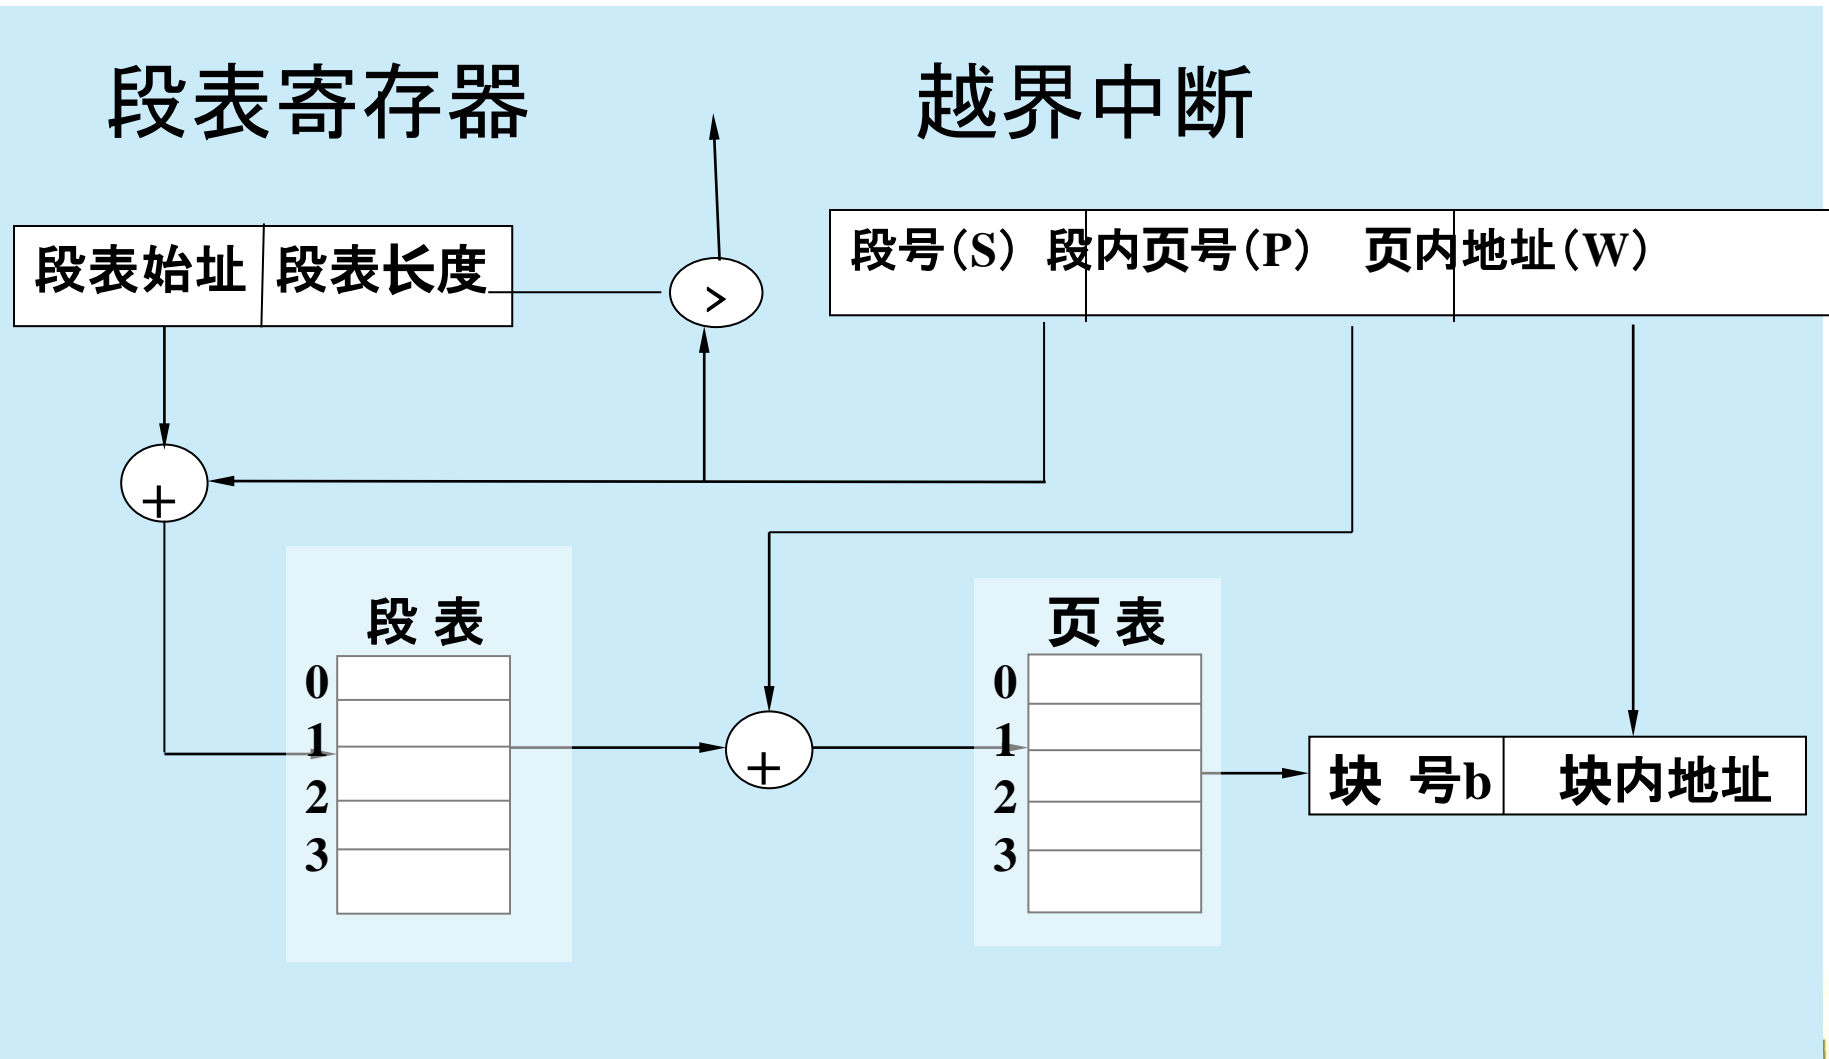 段表寄存器 越界中断
段表始址 段表长度 > 段号(S) 段内页号(P) 页内地址(W)
+
段 表 页 表
0 0
1 + 1
2 2
3 3
块 号b 块内地址